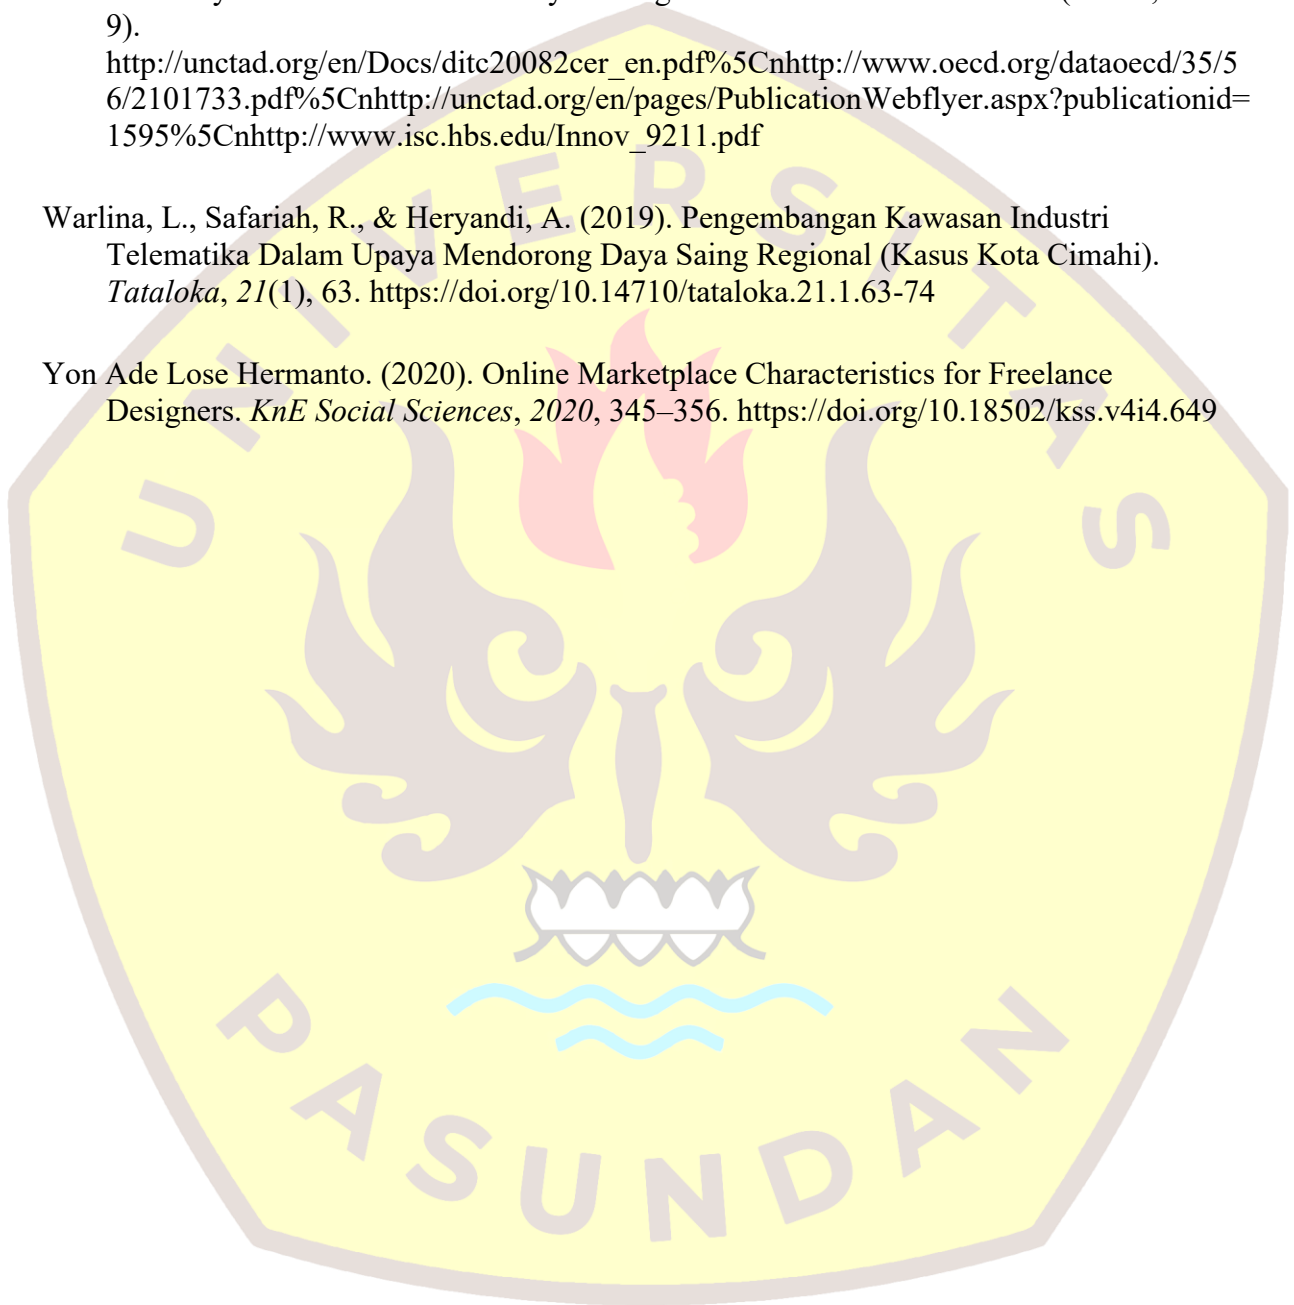 9).
http://unctad.org/en/Docs/ditc20082cer_en.pdf%5Cnhttp://www.oecd.org/dataoecd/35/5
6/2101733.pdf%5Cnhttp://unctad.org/en/pages/PublicationWebflyer.aspx?publicationid=
1595%5Cnhttp://www.isc.hbs.edu/Innov_9211.pdf
Warlina, L., Safariah, R., & Heryandi, A. (2019). Pengembangan Kawasan Industri
Telematika Dalam Upaya Mendorong Daya Saing Regional (Kasus Kota Cimahi).
Tataloka, 21(1), 63. https://doi.org/10.14710/tataloka.21.1.63-74
Yon Ade Lose Hermanto. (2020). Online Marketplace Characteristics for Freelance
Designers. KnE Social Sciences, 2020, 345–356. https://doi.org/10.18502/kss.v4i4.649
UNIVERSITAS
PASUNDAN